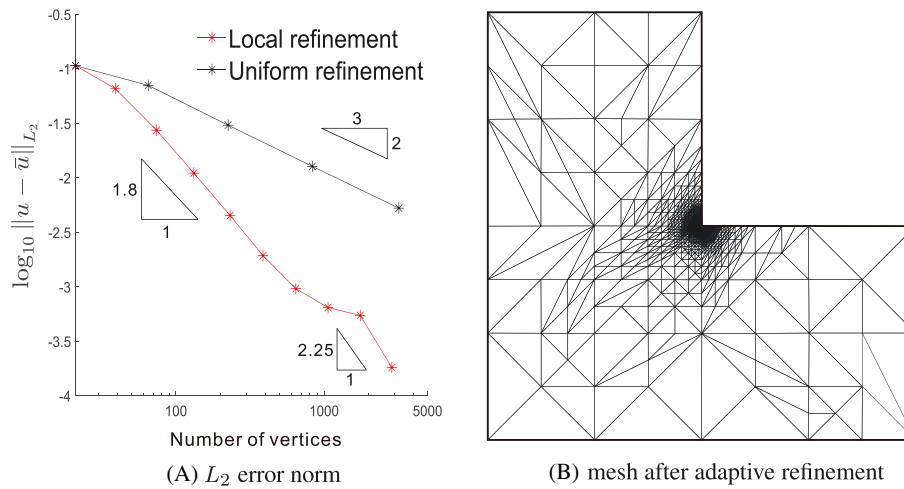 -0.5
-1
-1.5
-2
-2.5
-3
-3.5
-4
log₁₀ ‖u − ū‖_{L₂}
Local refinement
Uniform refinement
3
2
1.8
1
2.25
1
100
1000
5000
Number of vertices
(A) L₂ error norm
(B) mesh after adaptive refinement